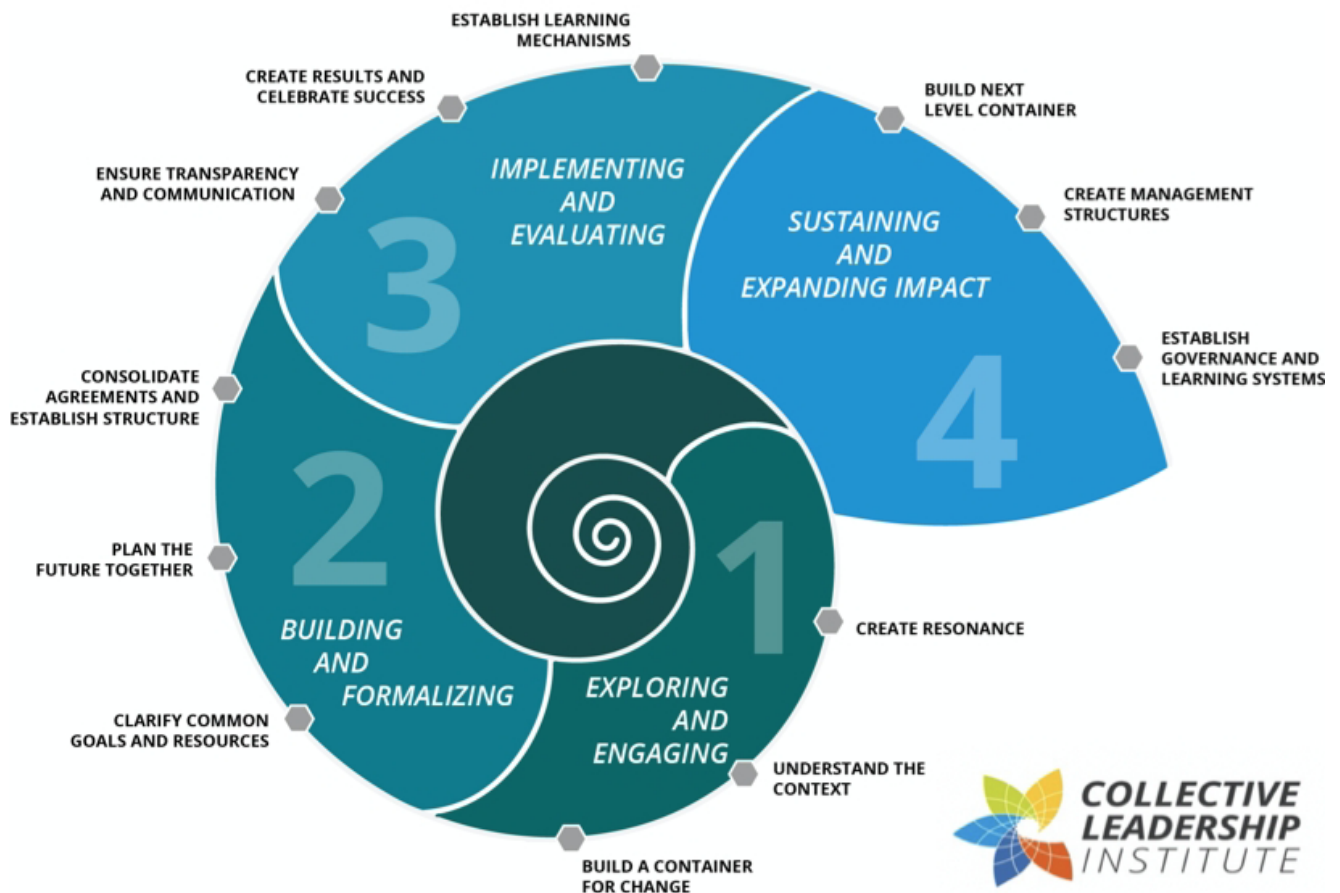 ESTABLISH LEARNING
MECHANISMS
CREATE RESULTS AND
CELEBRATE SUCCESS
ENSURE TRANSPARENCY
AND COMMUNICATION
BUILD NEXT
LEVEL CONTAINER
CREATE MANAGEMENT
STRUCTURES
ESTABLISH
GOVERNANCE AND
LEARNING SYSTEMS
IMPLEMENTING
AND
EVALUATING
3
SUSTAINING
AND
EXPANDING IMPACT
4
CONSOLIDATE
AGREEMENTS AND
ESTABLISH STRUCTURE
PLAN THE
FUTURE TOGETHER
CLARIFY COMMON
GOALS AND RESOURCES
2
BUILDING
AND
FORMALIZING
1
EXPLORING
AND
ENGAGING
CREATE RESONANCE
UNDERSTAND THE
CONTEXT
BUILD A CONTAINER
FOR CHANGE
COLLECTIVE
LEADERSHIP
INSTITUTE